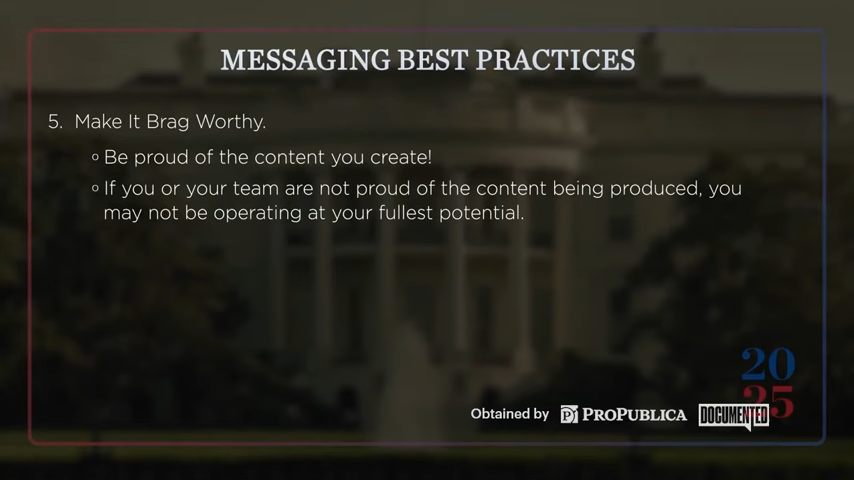 MESSAGING BEST PRACTICES
5. Make It Brag Worthy.
Be proud of the content you create!
If you or your team are not proud of the content being produced, you
may not be operating at your fullest potential.
20
25
Obtained by PROPUBLICA DOCUMENTED